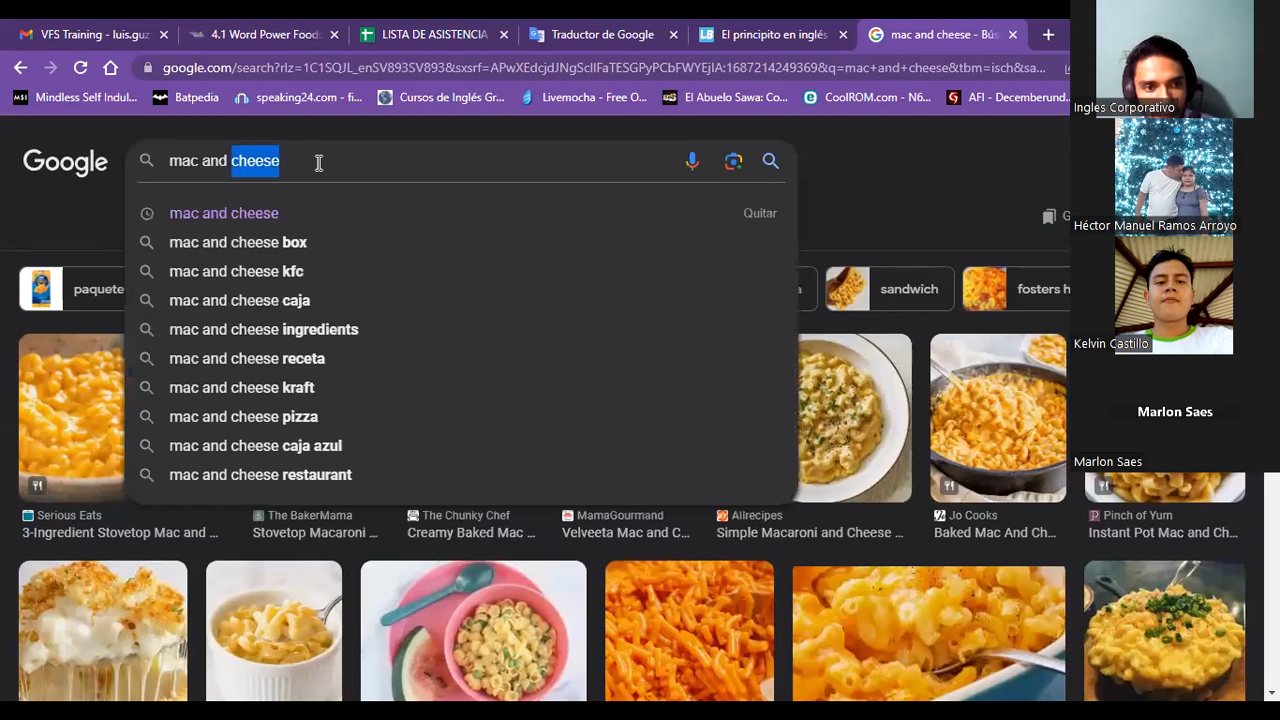 VFS Training - luis.guz
4.1 Word Power Foods
LISTA DE ASISTENCIA
Traductor de Google
El principito en inglés
mac and cheese - Bús
google.com/search?rlz=1C1SQJL_enSV893SV893&sxsrf=APwXEdcjdJNgScIlFaTESGPyPCbFWYEjIA:1687214249369&q=mac+and+cheese&tbm=isch&sa...
Mindless Self Indul...
Batpedia
speaking24.com - fi...
Cursos de Inglés Gr...
Livemocha - Free O...
El Abuelo Sawa: Co...
CoolROM.com - N6...
AFI - Decemberund...
Ingles Corporativo
Google
mac and cheese
mac and cheese
Quitar
mac and cheese box
mac and cheese kfc
mac and cheese caja
mac and cheese ingredients
mac and cheese receta
mac and cheese kraft
mac and cheese pizza
mac and cheese caja azul
mac and cheese restaurant
Héctor Manuel Ramos Arroyo
paquete
sandwich
fosters h
Kelvin Castillo
Marlon Saes
Marlon Saes
Serious Eats
3-Ingredient Stovetop Mac and ...
The BakerMama
Stovetop Macaroni ...
The Chunky Chef
Creamy Baked Mac ...
MamaGourmand
Velveeta Mac and C...
Allrecipes
Simple Macaroni and Cheese ...
Jo Cooks
Baked Mac And Ch...
Pinch of Yum
Instant Pot Mac and Ch...